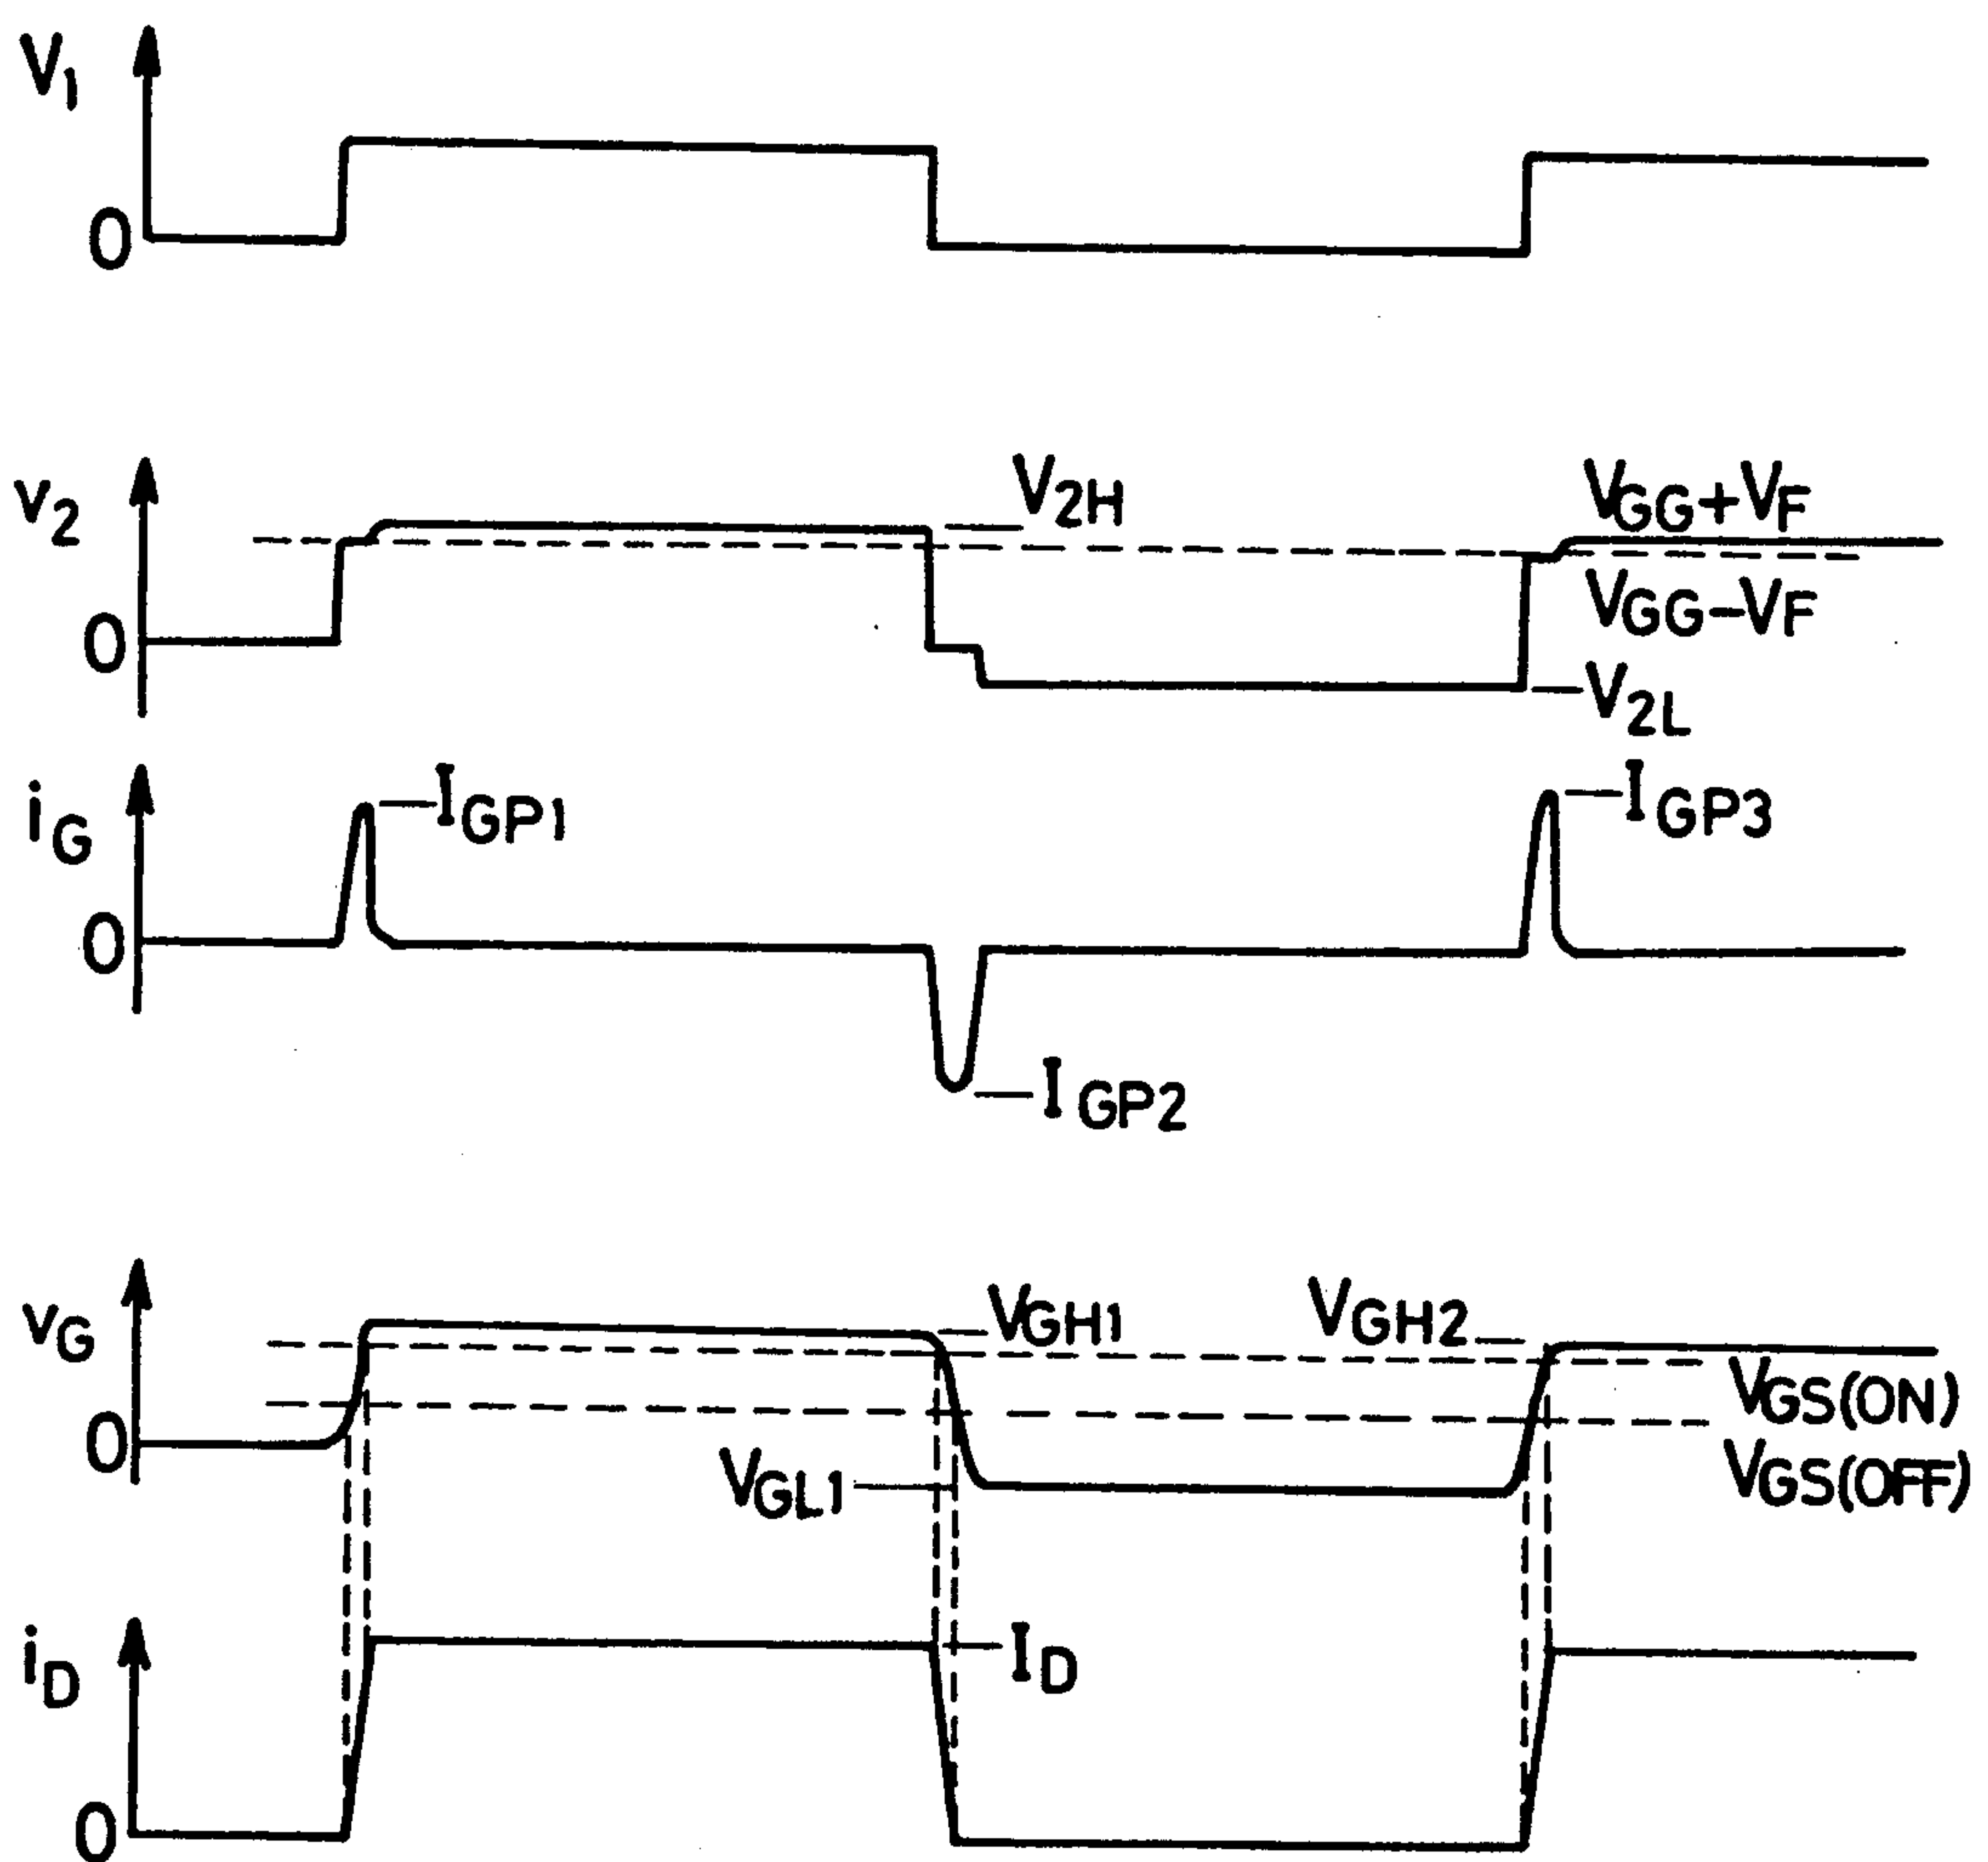 V1
0
v2
V2H
VGG+VF
0
VGG-VF
V2L
iG
IGP1
IGP3
0
IGP2
vG
VGH1
VGH2
VGS(ON)
0
VGL1
VGS(OFF)
iD
ID
0